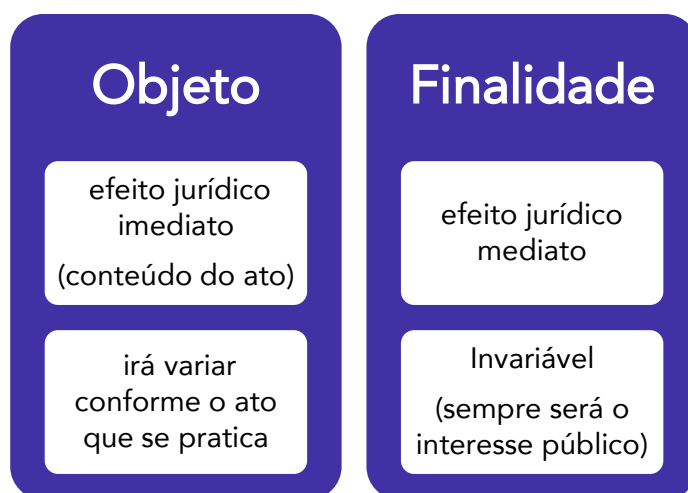 Objeto
efeito jurídico
imediato
(conteúdo do ato)
irá variar
conforme o ato
que se pratica
Finalidade
efeito jurídico
mediato
Invariável
(sempre será o
interesse público)